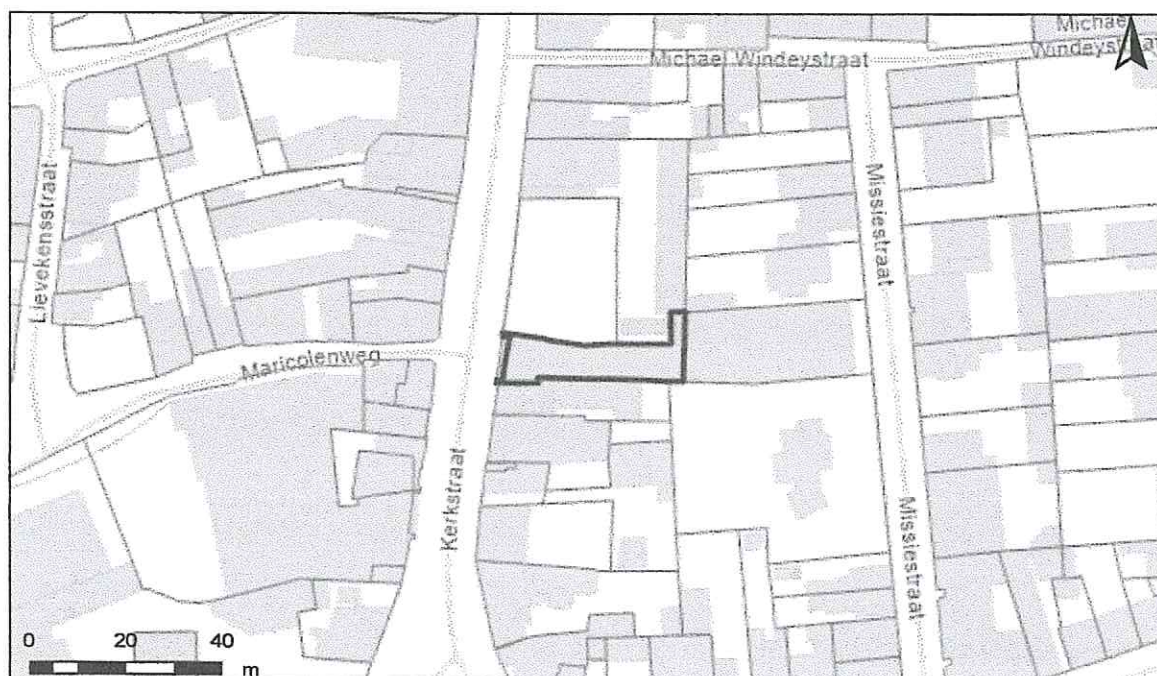 Michael Windeystraat
Michael
Windeystraat
Lievekensstraat
Missiestraat
Maricolenweg
Kerkstraat
Missiestraat
0 20 40
m